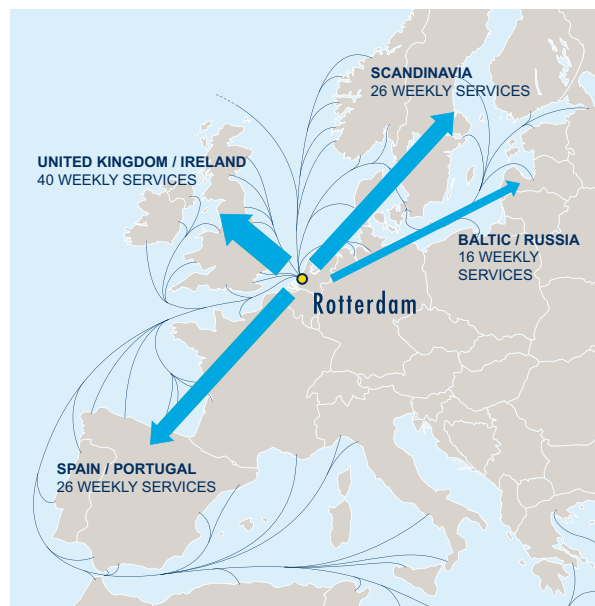 SCANDINAVIA
26 WEEKLY SERVICES
UNITED KINGDOM / IRELAND
40 WEEKLY SERVICES
BALTIC / RUSSIA
16 WEEKLY
SERVICES
Rotterdam
SPAIN / PORTUGAL
26 WEEKLY SERVICES